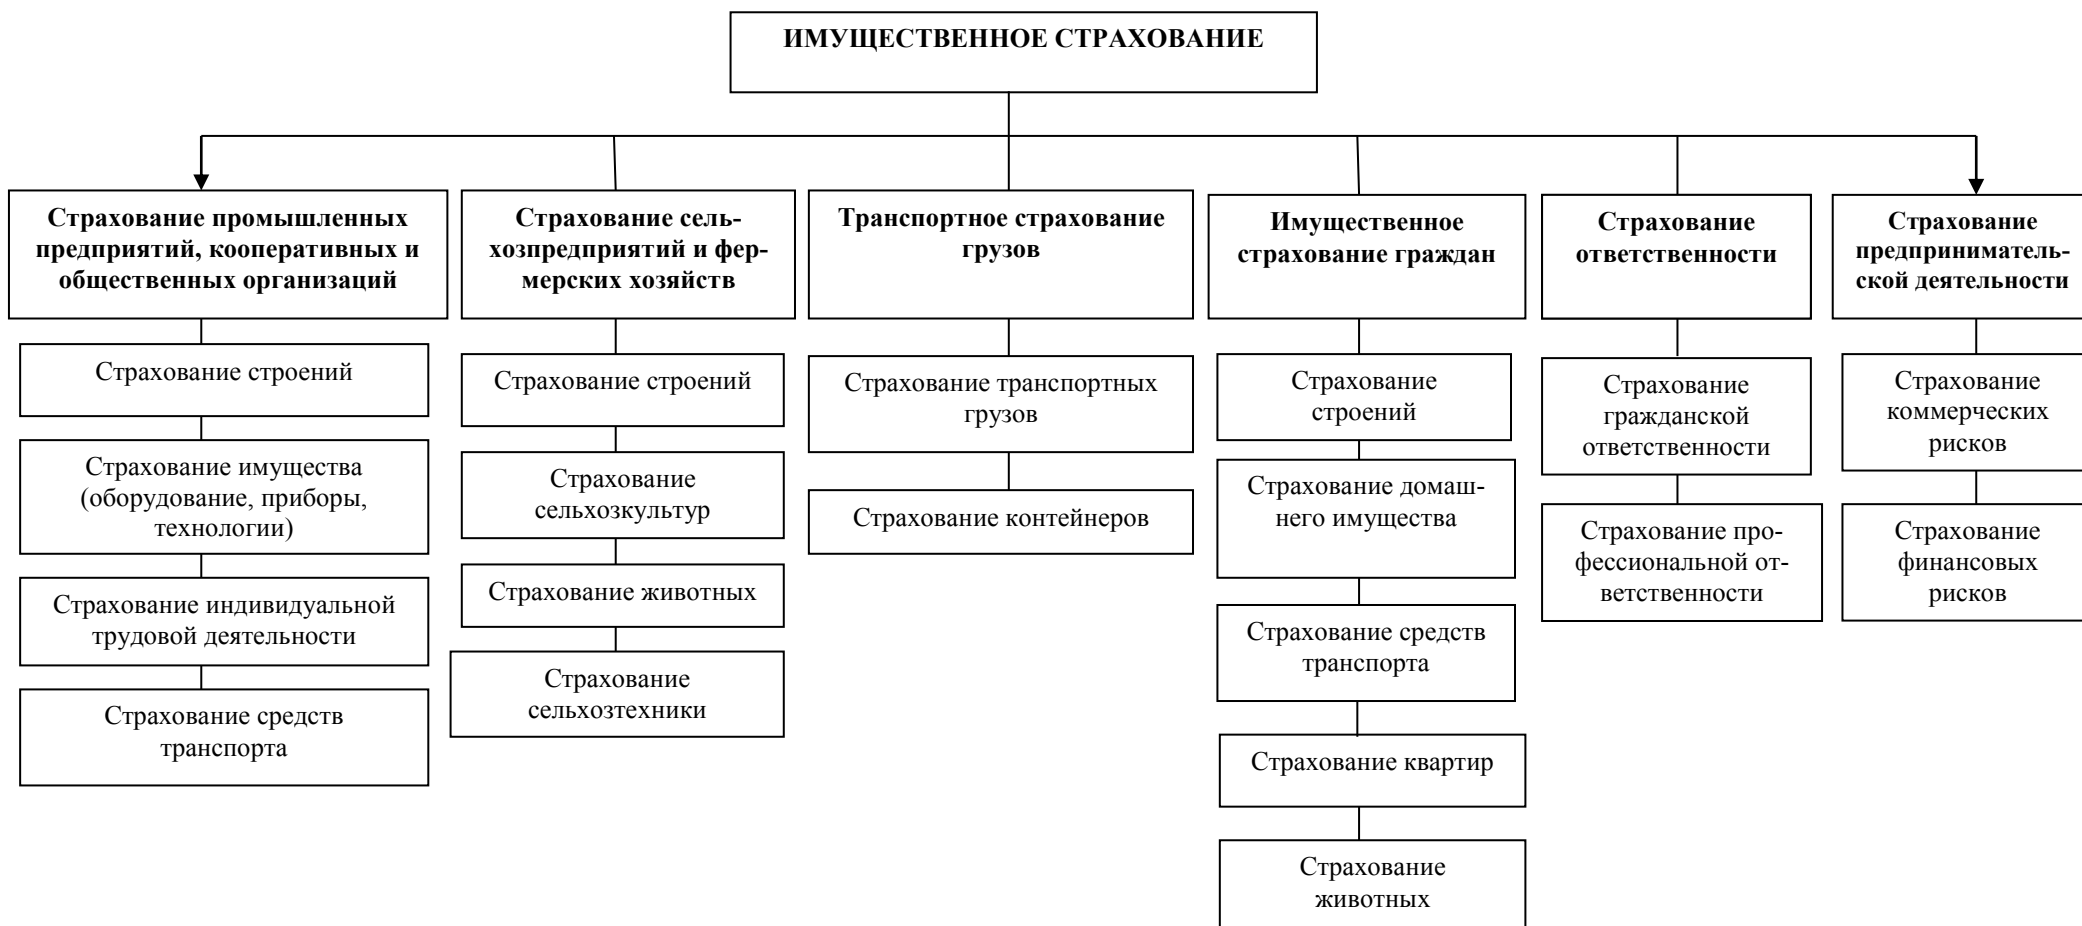 ИМУЩЕСТВЕННОЕ СТРАХОВАНИЕ
Страхование промышленных
предприятий, кооперативных и
общественных организаций
Страхование строений
Страхование имущества
(оборудование, приборы,
технологии)
Страхование индивидуальной
трудовой деятельности
Страхование средств
транспорта
Страхование сель-
хозпредприятий и фер-
мерских хозяйств
Страхование строений
Страхование
сельхозкультур
Страхование животных
Страхование
сельхозтехники
Транспортное страхование
грузов
Страхование транспортных
грузов
Страхование контейнеров
Имущественное
страхование граждан
Страхование
строений
Страхование домаш-
него имущества
Страхование средств
транспорта
Страхование квартир
Страхование
животных
Страхование
ответственности
Страхование
гражданской
ответственности
Страхование про-
фессиональной от-
ветственности
Страхование
предприниматель-
ской деятельности
Страхование
коммерческих
рисков
Страхование
финансовых
рисков